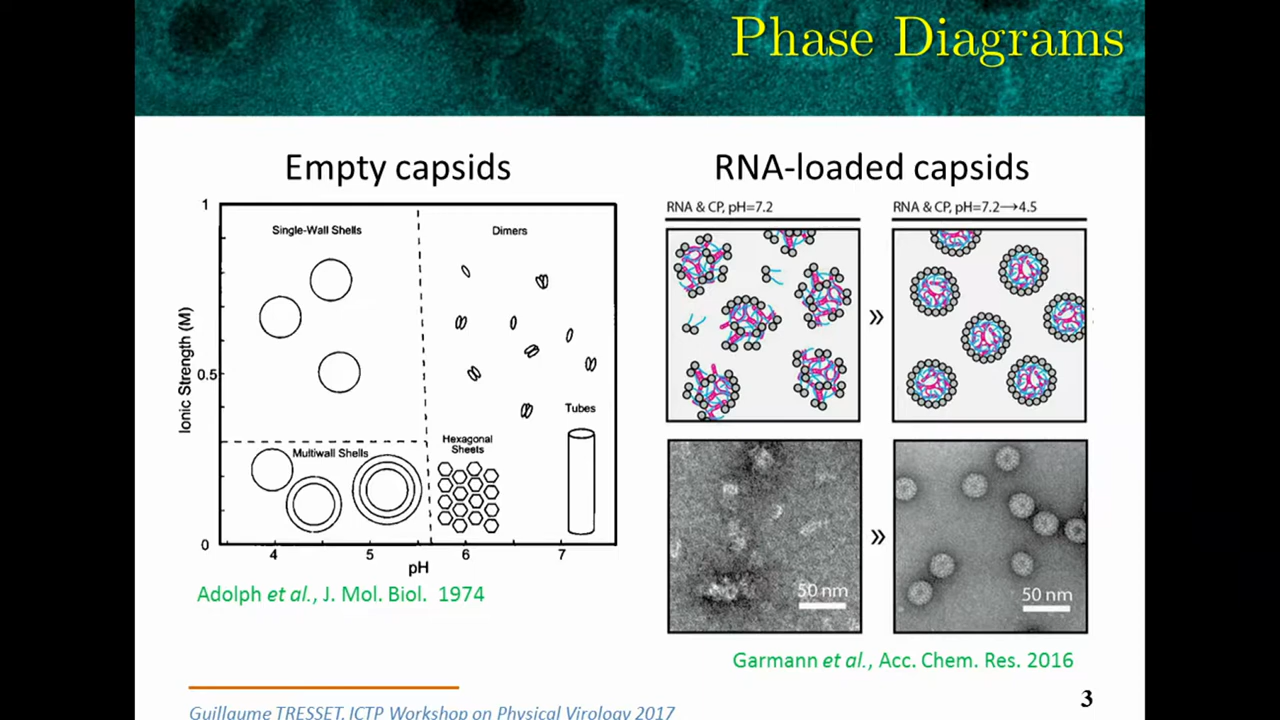 Phase Diagrams
Empty capsids
RNA-loaded capsids
RNA & CP, pH=7.2
RNA & CP, pH=7.2→4.5
1
Single-Wall Shells
Dimers
Ionic Strength (M)
0.5
Tubes
Hexagonal
Sheets
Multiwall Shells
0
4
5
6
7
pH
»
»
50 nm
50 nm
Adolph et al., J. Mol. Biol. 1974
Garmann et al., Acc. Chem. Res. 2016
3
Guillaume TRESSET, ICTP Workshop on Physical Virology 2017